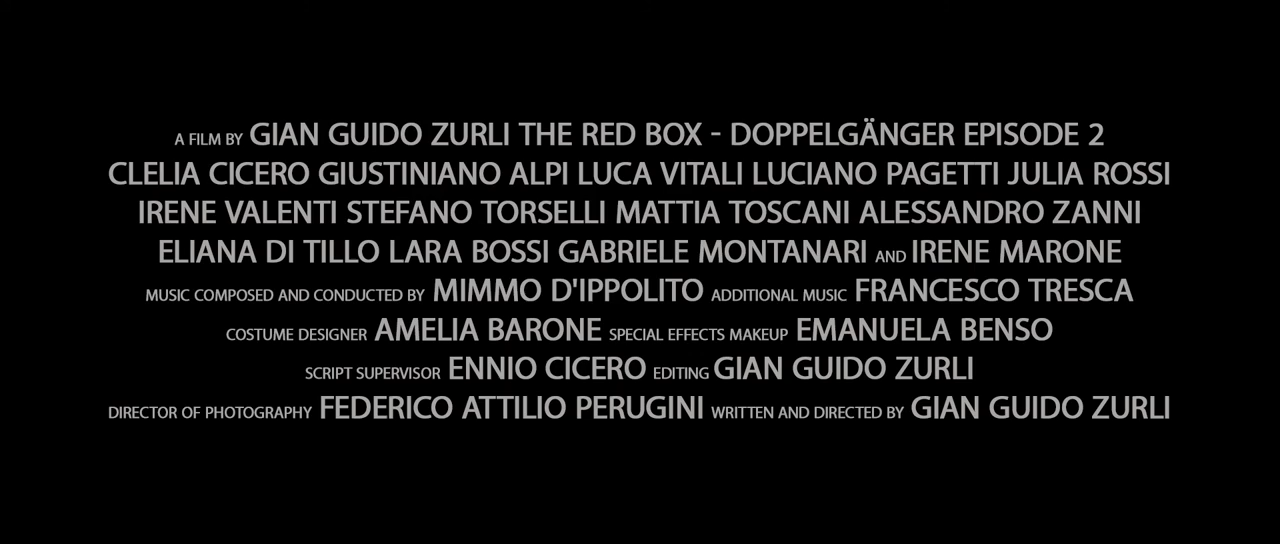 A FILM BY GIAN GUIDO ZURLI THE RED BOX - DOPPELGÄNGER EPISODE 2
CLELIA CICERO GIUSTINIANO ALPI LUCA VITALI LUCIANO PAGETTI JULIA ROSSI
IRENE VALENTI STEFANO TORSELLI MATTIA TOSCANI ALESSANDRO ZANNI
ELIANA DI TILLO LARA BOSSI GABRIELE MONTANARI AND IRENE MARONE
MUSIC COMPOSED AND CONDUCTED BY MIMMO D'IPPOLITO ADDITIONAL MUSIC FRANCESCO TRESCA
COSTUME DESIGNER AMELIA BARONE SPECIAL EFFECTS MAKEUP EMANUELA BENSO
SCRIPT SUPERVISOR ENNIO CICERO EDITING GIAN GUIDO ZURLI
DIRECTOR OF PHOTOGRAPHY FEDERICO ATTILIO PERUGINI WRITTEN AND DIRECTED BY GIAN GUIDO ZURLI